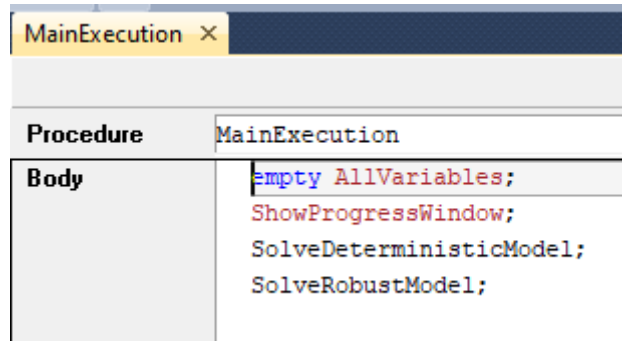 MainExecution ×
Procedure MainExecution
Body empty AllVariables;
ShowProgressWindow;
SolveDeterministicModel;
SolveRobustModel;